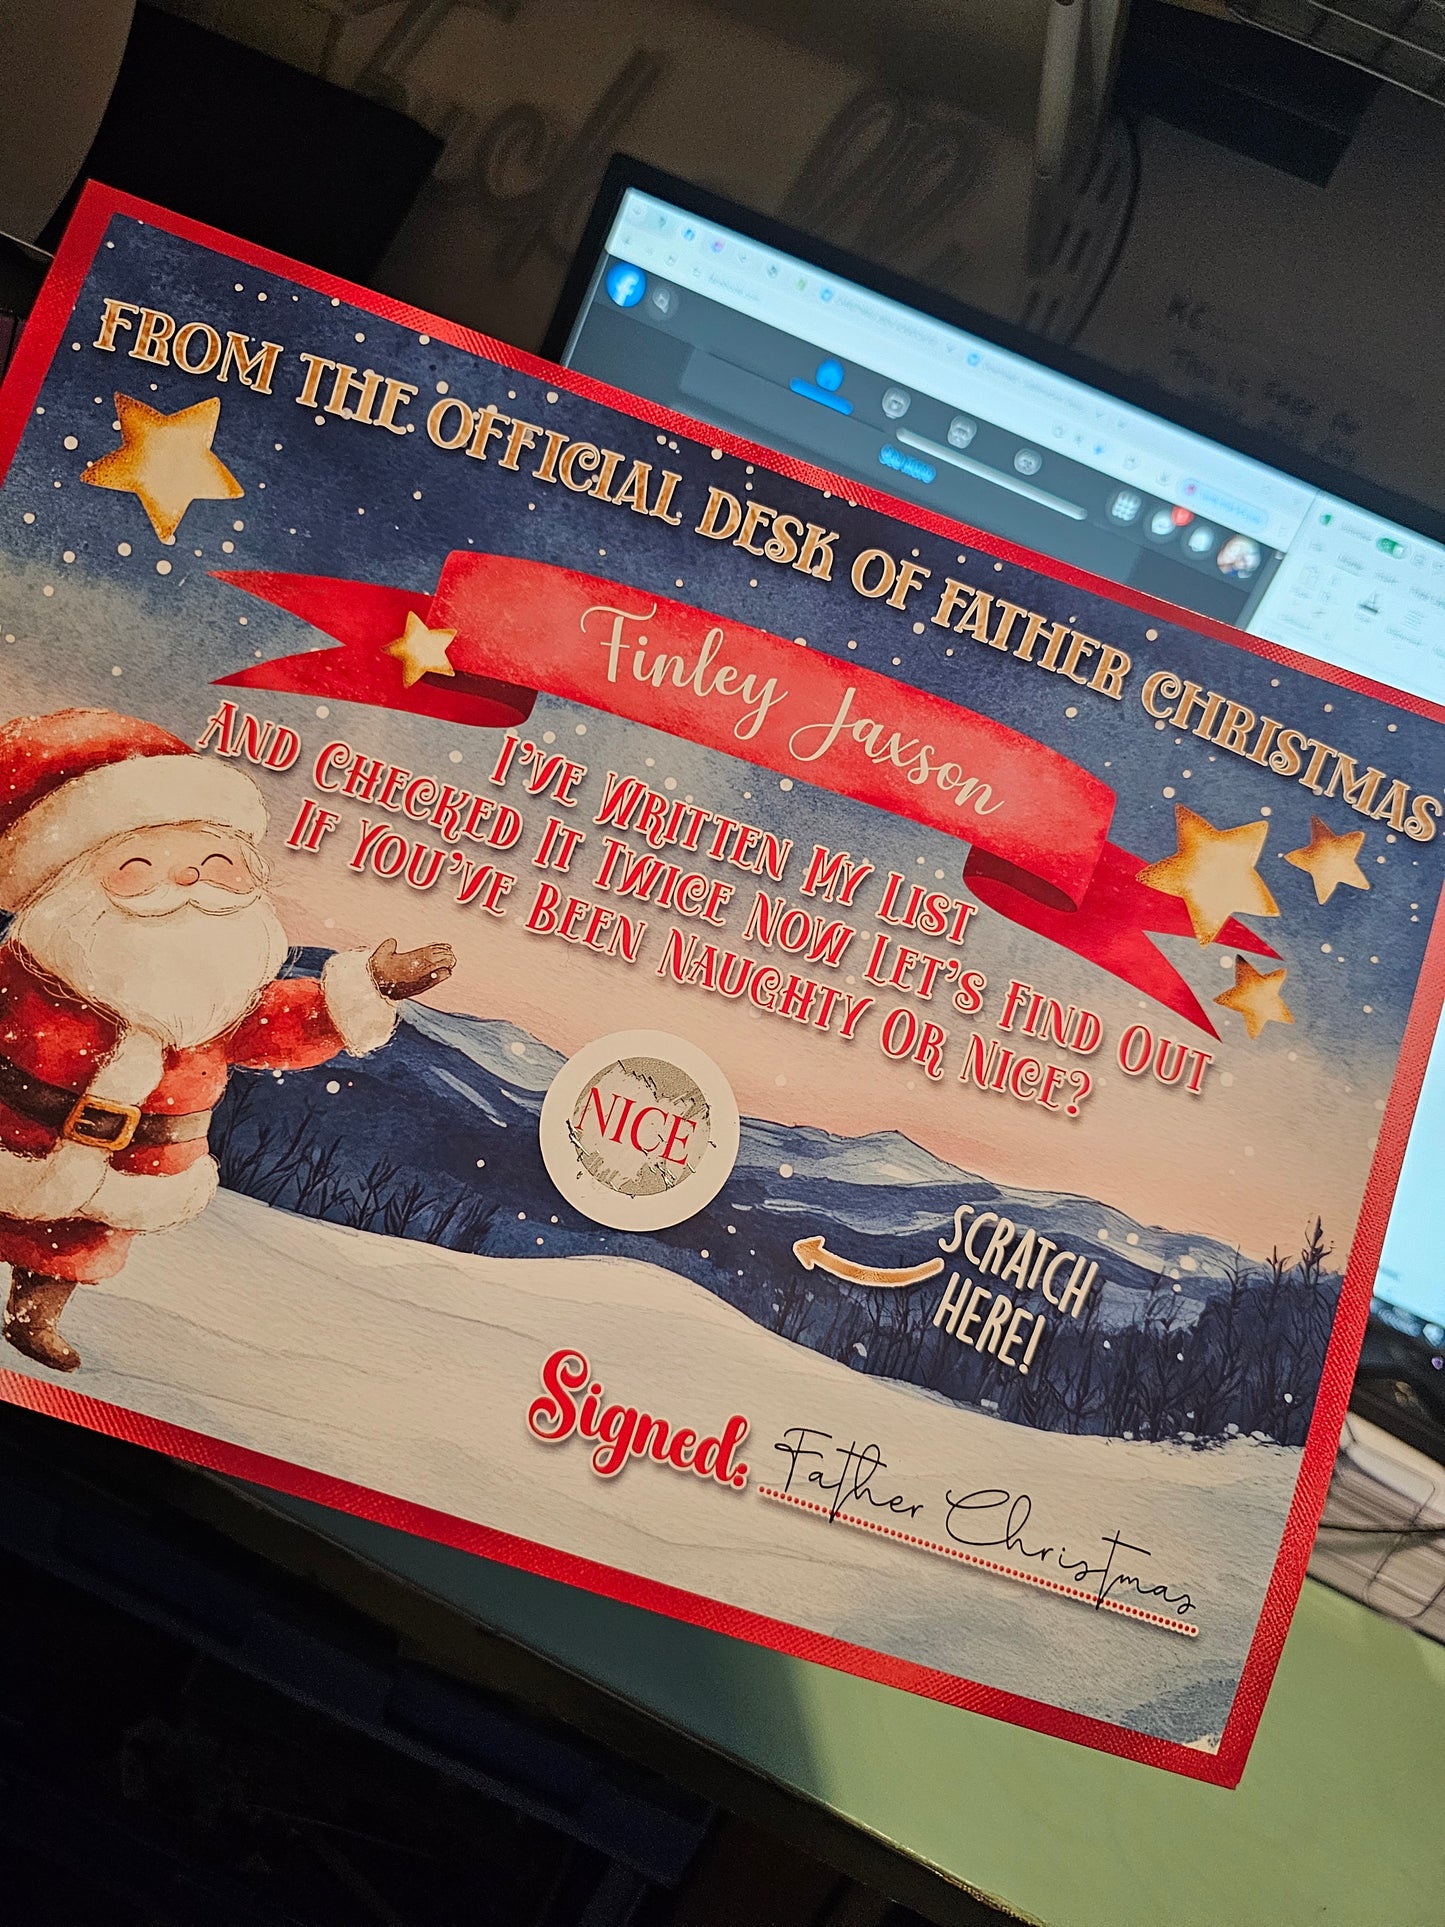 FROM THE OFFICIAL DESK OF FATHER CHRISTMAS
Finley Jaxson
I'VE WRITTEN MY LIST
AND CHECKED IT TWICE NOW LET'S FIND OUT
IF YOU'VE BEEN NAUGHTY OR NICE?
NICE
SCRATCH
HERE!
Signed: Father Christmas